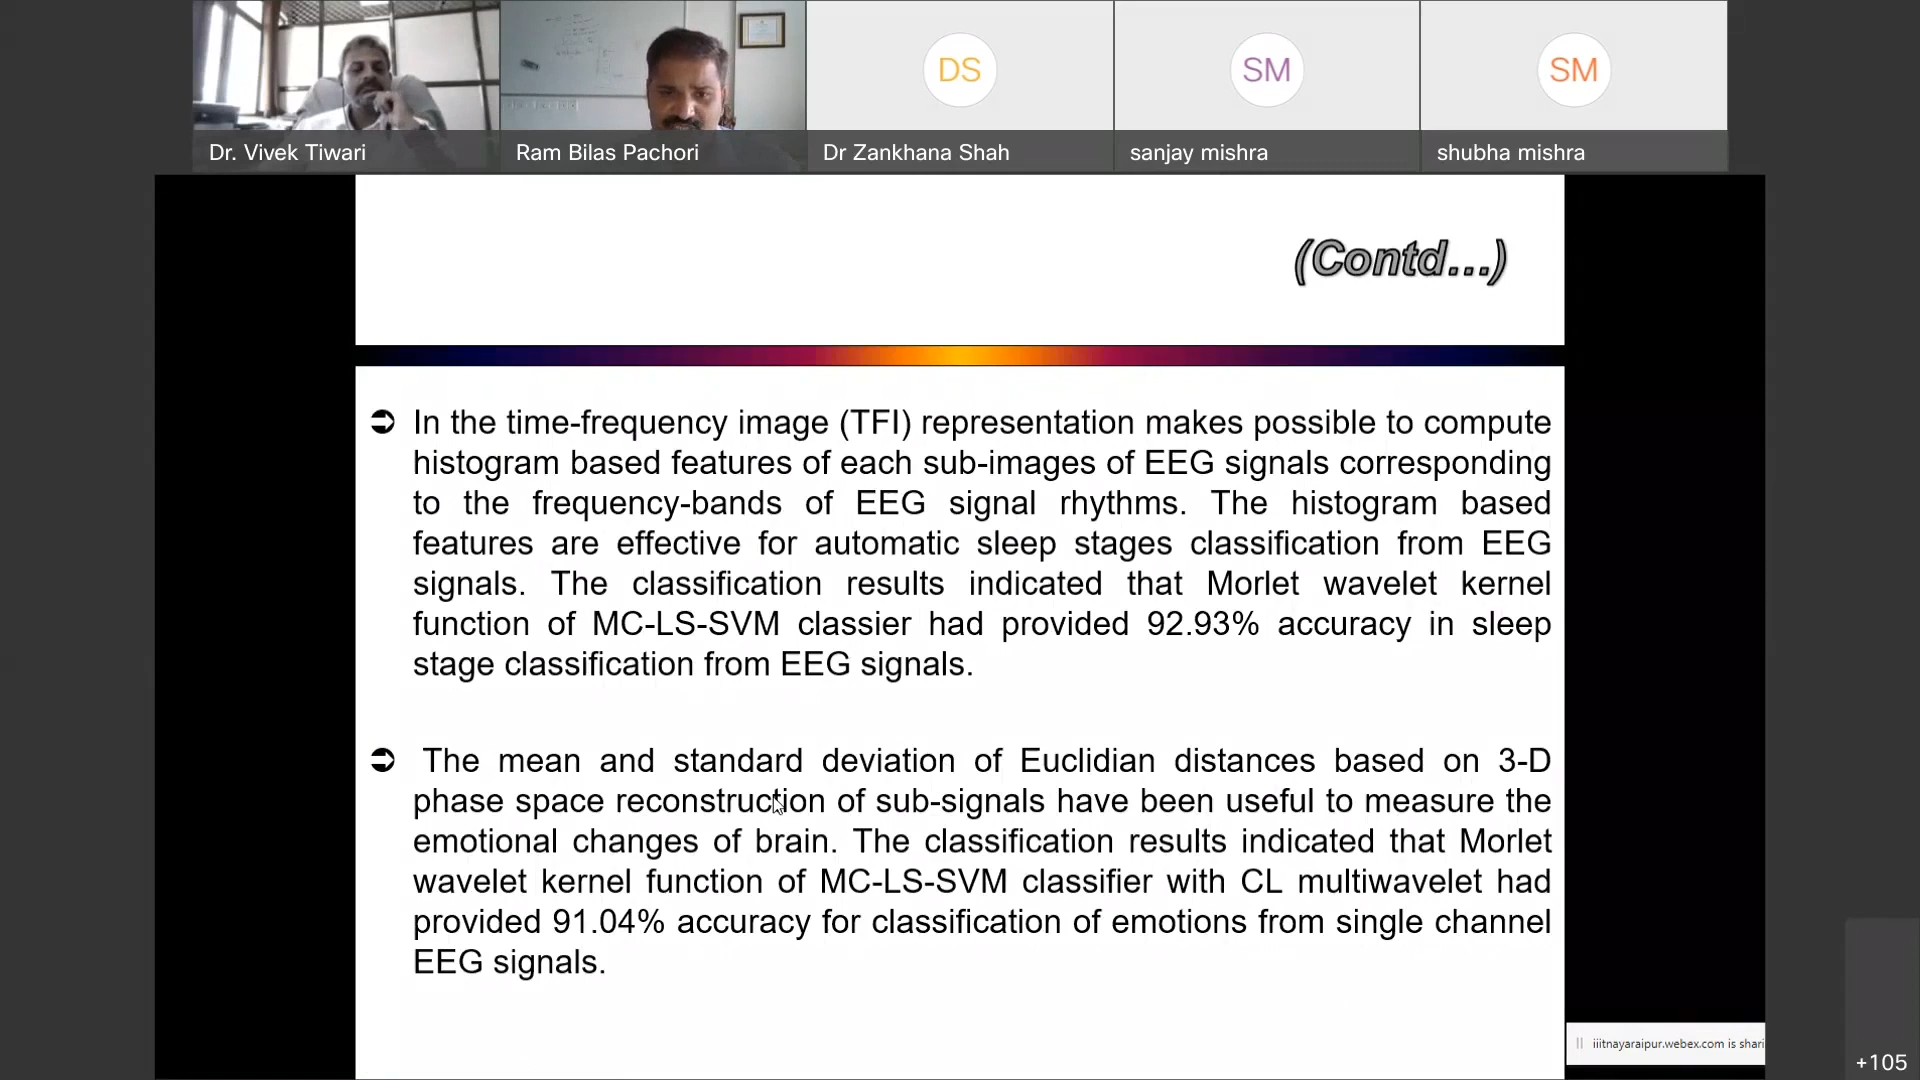 DS
SM
SM
Dr. Vivek Tiwari
Ram Bilas Pachori
Dr Zankhana Shah
sanjay mishra
shubha mishra
(Contd...)
In the time-frequency image (TFI) representation makes possible to compute
histogram based features of each sub-images of EEG signals corresponding
to the frequency-bands of EEG signal rhythms. The histogram based
features are effective for automatic sleep stages classification from EEG
signals. The classification results indicated that Morlet wavelet kernel
function of MC-LS-SVM classier had provided 92.93% accuracy in sleep
stage classification from EEG signals.
The mean and standard deviation of Euclidian distances based on 3-D
phase space reconstruction of sub-signals have been useful to measure the
emotional changes of brain. The classification results indicated that Morlet
wavelet kernel function of MC-LS-SVM classifier with CL multiwavelet had
provided 91.04% accuracy for classification of emotions from single channel
EEG signals.
iiitnayaraipur.webex.com is shari
+105